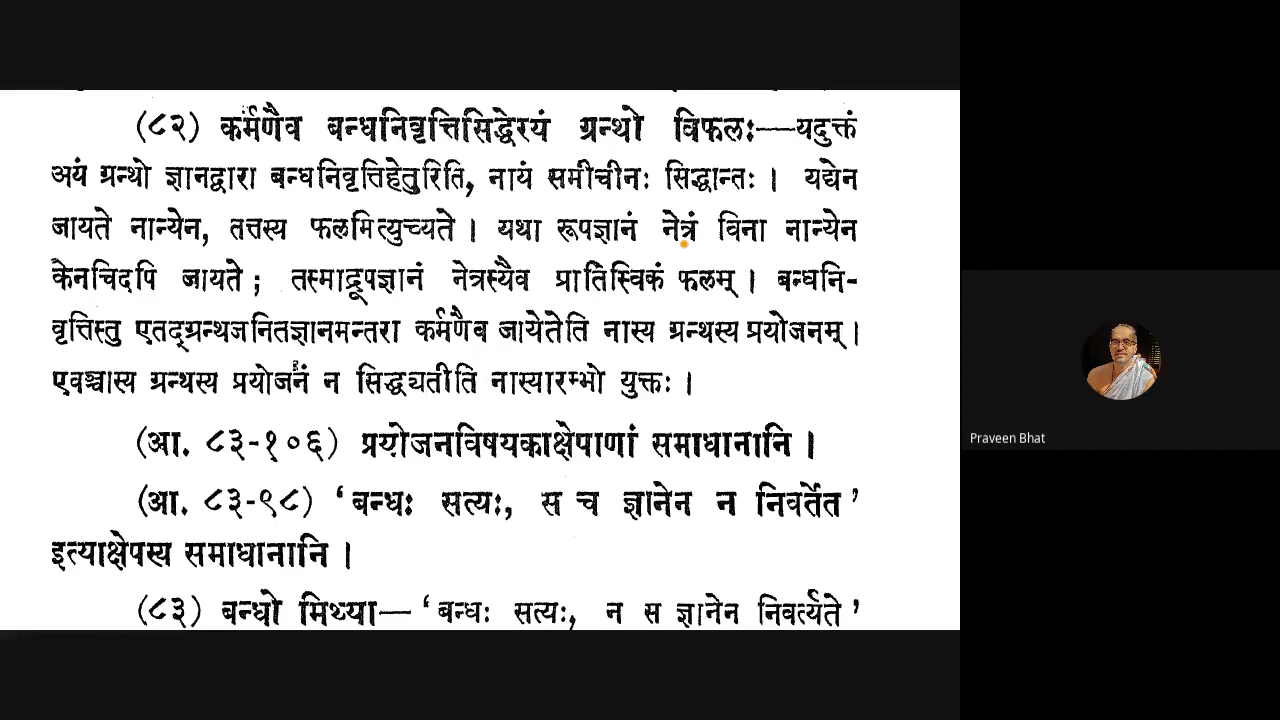 (८२) कर्मणैव बन्धनिवृत्तिसिद्धेरयं ग्रन्थो विफलः—यदुक्तं
अयं ग्रन्थो ज्ञानद्वारा बन्धनिवृत्तिहेतुरिति, नायं समीचीनः सिद्धान्तः । यद्येन
जायते नान्येन, तत्तस्य फलमित्युच्यते । यथा रूपज्ञानं नेत्रं विना नान्येन
केनचिदपि जायते ; तस्माद्रूपज्ञानं नेत्रस्यैव प्रातिस्विकं फलम् । बन्धनि-
वृत्तिस्तु एतद्ग्रन्थजनितज्ञानमन्तरा कर्मणैव जायेतेति नास्य ग्रन्थस्य प्रयोजनम् ।
एवञ्चास्य ग्रन्थस्य प्रयोजनं न सिद्ध्यतीति नास्यारम्भो युक्तः ।
(आ. ८३-१०६) प्रयोजनविषयकाक्षेपाणां समाधानानि ।
(आ. ८३-९८) ‘बन्धः सत्यः, स च ज्ञानेन न निवर्तेत’
इत्याक्षेपस्य समाधानानि ।
(८३) बन्धो मिथ्या—‘बन्धः सत्यः, न स ज्ञानेन निवर्त्यते’
Praveen Bhat